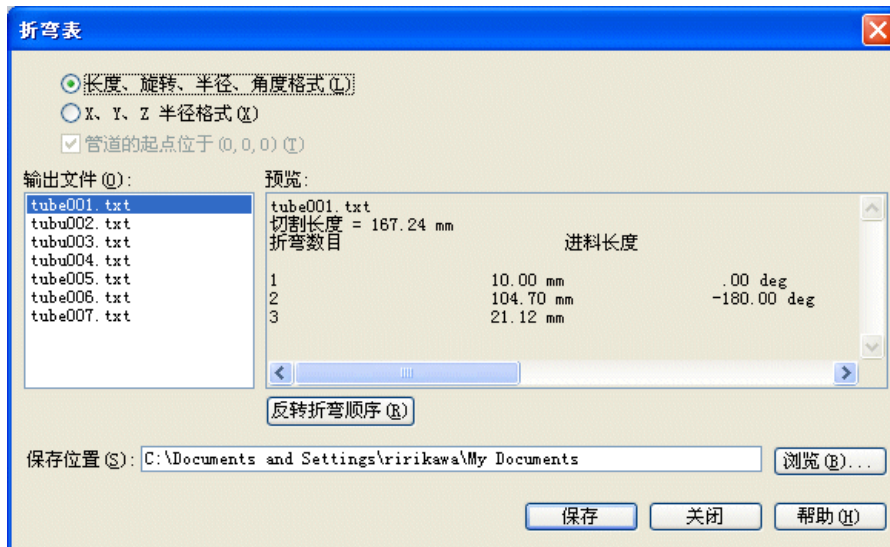 折弯表
长度、旋转、半径、角度格式(L)
X、Y、Z 半径格式(X)
管道的起点位于(0,0,0)(T)
输出文件(O):
tube001.txt
tubu002.txt
tubu003.txt
tubu004.txt
tube005.txt
tube006.txt
tube007.txt
预览:
tube001.txt
切割长度 = 167.24 mm
折弯数目 进料长度
1 10.00 mm .00 deg
2 104.70 mm -180.00 deg
3 21.12 mm
反转折弯顺序(R)
保存位置(S): C:\Documents and Settings\ririkawa\My Documents 浏览(B)...
保存 关闭 帮助(H)